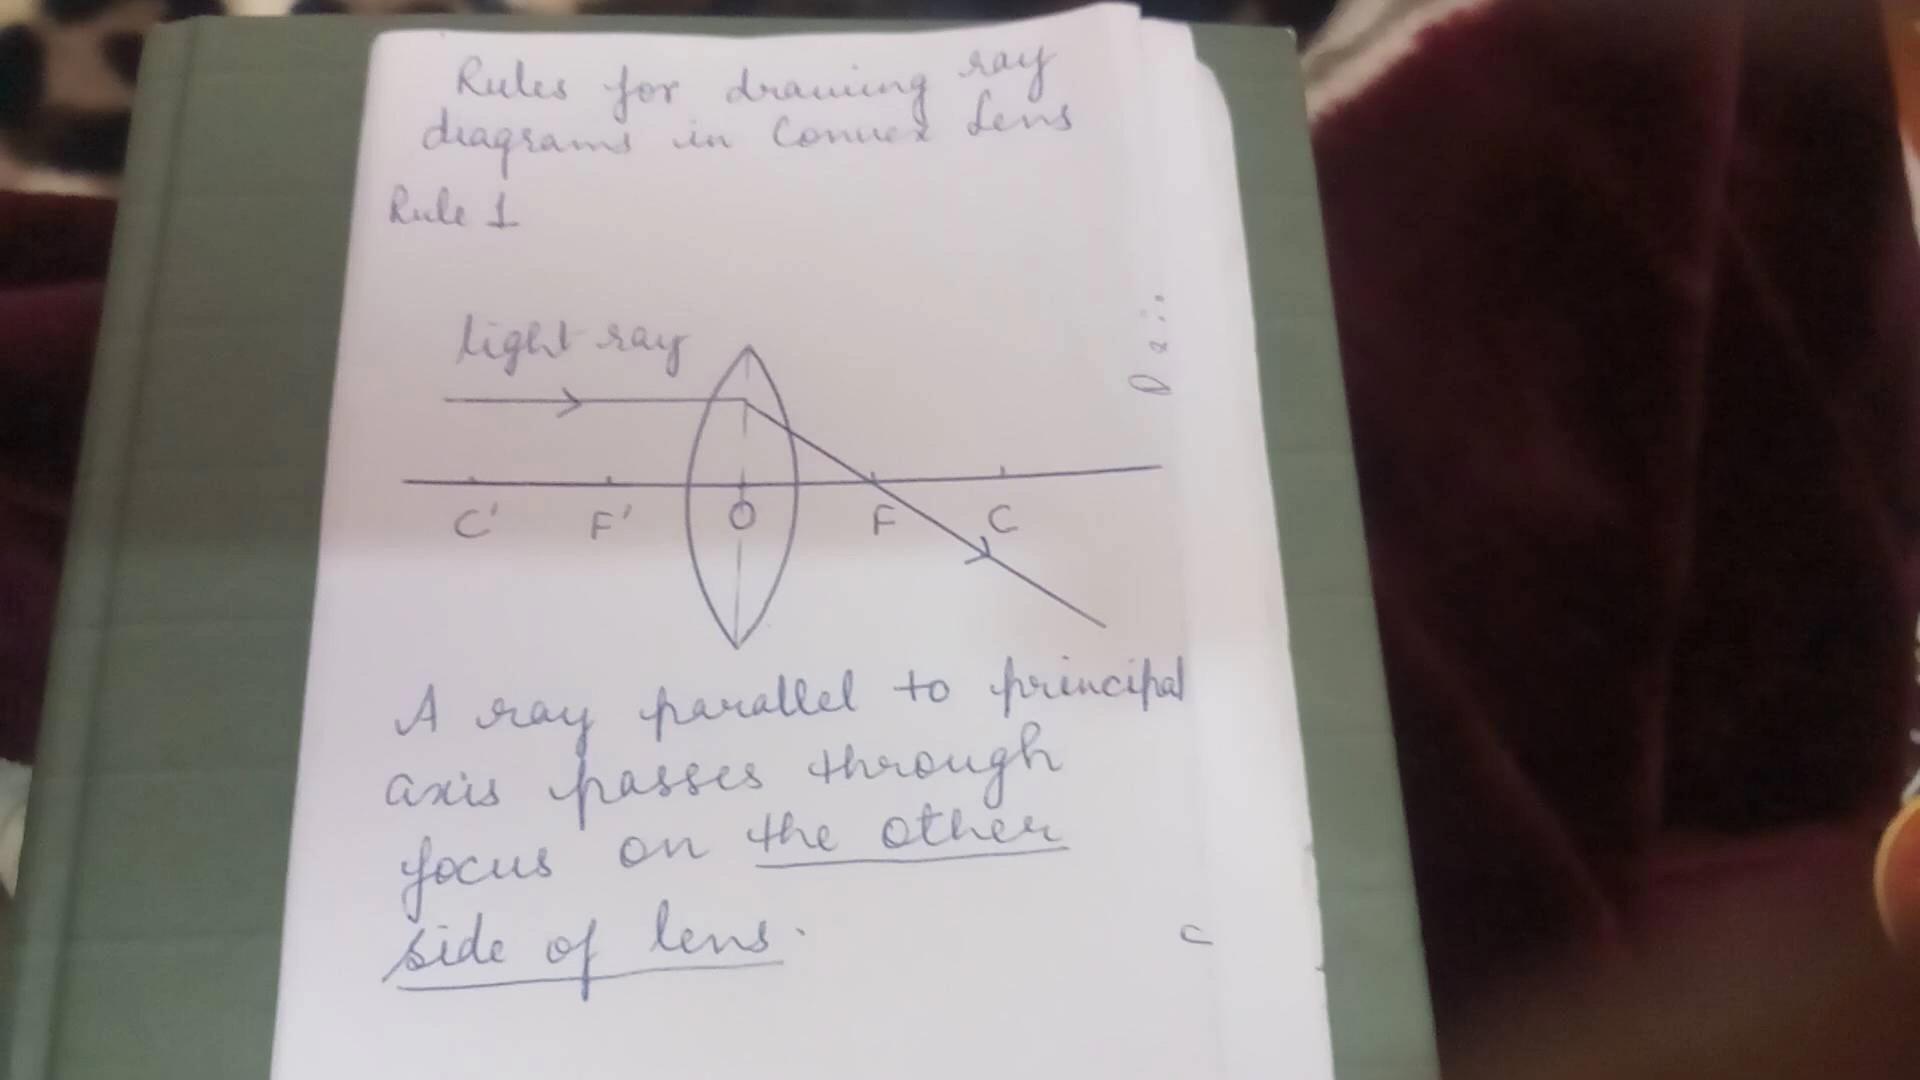 Rules for drawing ray
diagrams in Convex Lens
Rule 1
light ray
C' F' O F C
A ray parallel to principal
axis passes through
focus on the other
side of lens.